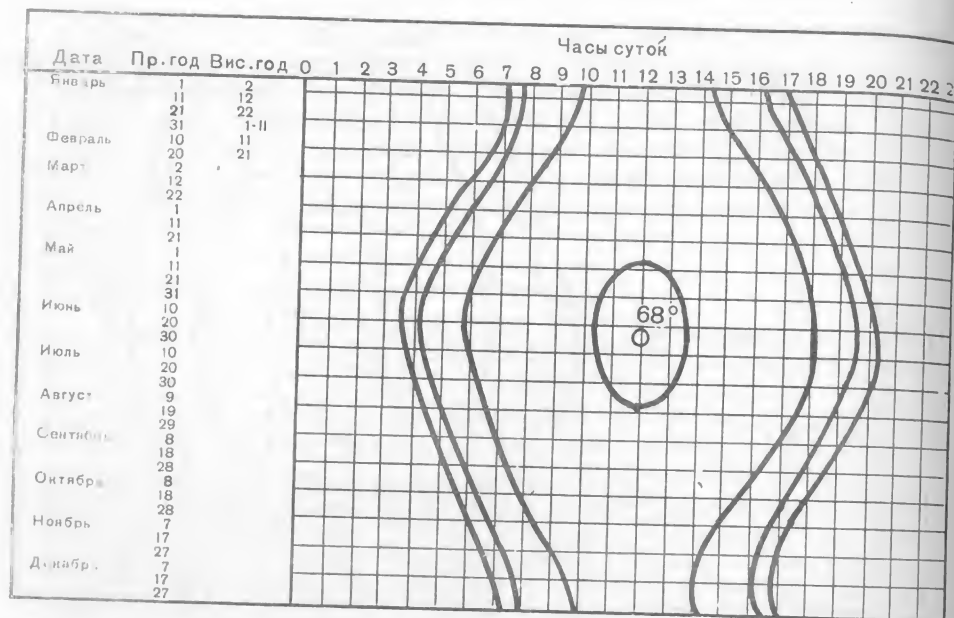 Часы суток
Дата Пр.год Вис.год 0 1 2 3 4 5 6 7 8 9 10 11 12 13 14 15 16 17 18 19 20 21 22 2
Январь 1 2
11 12
21 22
31 1-II
Февраль 10 11
20 21
Март 2
12
22
Апрель 1
11
21
Май 1
11
21
31
Июнь 10
20
30
Июль 10
20
30
Август 9
19
29
Сентябрь 8
18
28
Октябрь 8
18
28
Ноябрь 7
17
27
Декабрь 7
17
27
68°